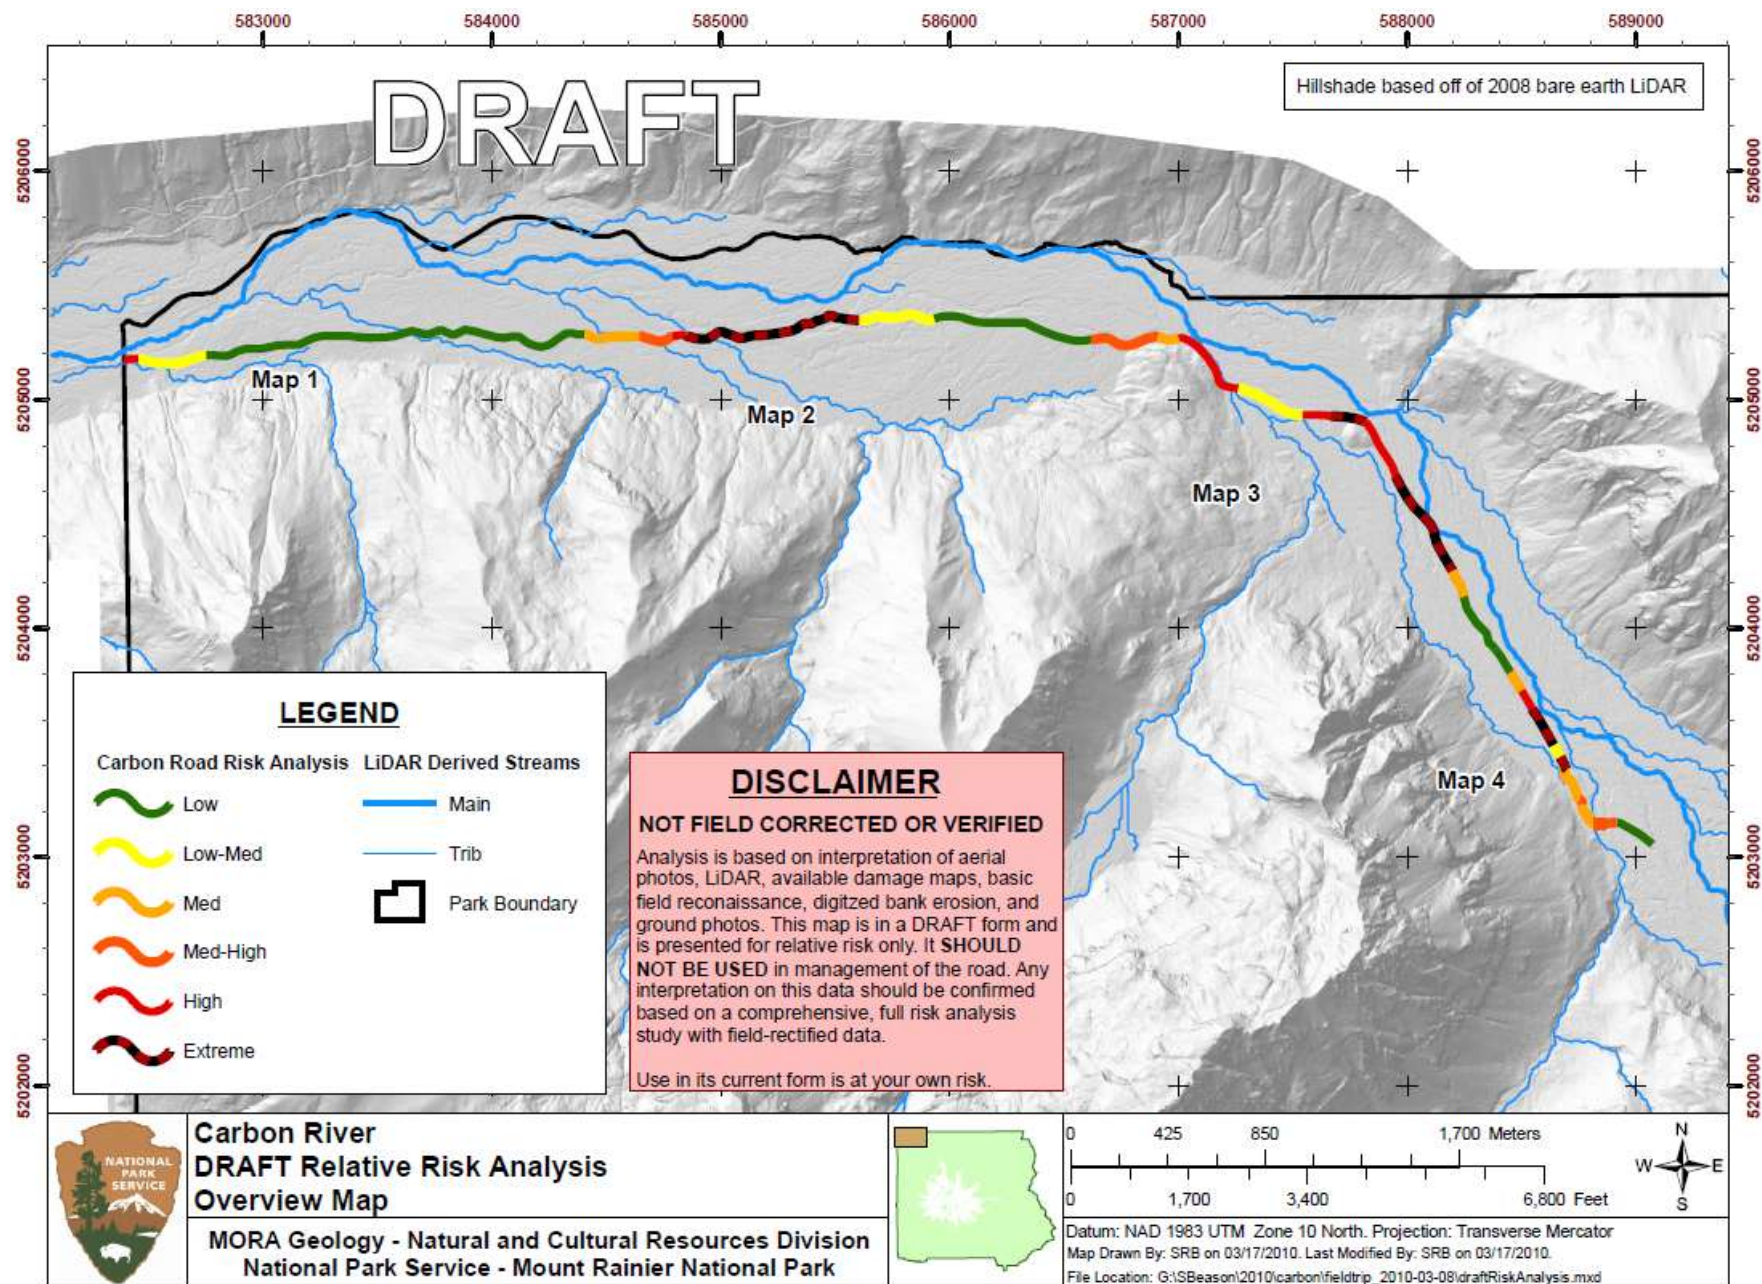 583000
584000
585000
586000
587000
588000
589000
DRAFT
Hillshade based off of 2008 bare earth LiDAR
5206000
5206000
5205000
5205000
5204000
5204000
5203000
5203000
5202000
5202000
Map 1
Map 2
Map 3
Map 4
LEGEND
Carbon Road Risk Analysis
Low
Low-Med
Med
Med-High
High
Extreme
LiDAR Derived Streams
Main
Trib
Park Boundary
DISCLAIMER
NOT FIELD CORRECTED OR VERIFIED
Analysis is based on interpretation of aerial
photos, LiDAR, available damage maps, basic
field reconaissance, digitzed bank erosion, and
ground photos. This map is in a DRAFT form and
is presented for relative risk only. It SHOULD
NOT BE USED in management of the road. Any
interpretation on this data should be confirmed
based on a comprehensive, full risk analysis
study with field-rectified data.
Use in its current form is at your own risk.
NATIONAL
PARK
SERVICE
Carbon River
DRAFT Relative Risk Analysis
Overview Map
MORA Geology - Natural and Cultural Resources Division
National Park Service - Mount Rainier National Park
0 425 850 1,700 Meters
0 1,700 3,400 6,800 Feet
N
W E
S
Datum: NAD 1983 UTM Zone 10 North. Projection: Transverse Mercator
Map Drawn By: SRB on 03/17/2010. Last Modified By: SRB on 03/17/2010.
File Location: G:\SBeason\2010\carbon\fieldtrip_2010-03-08\draftRiskAnalysis.mxd